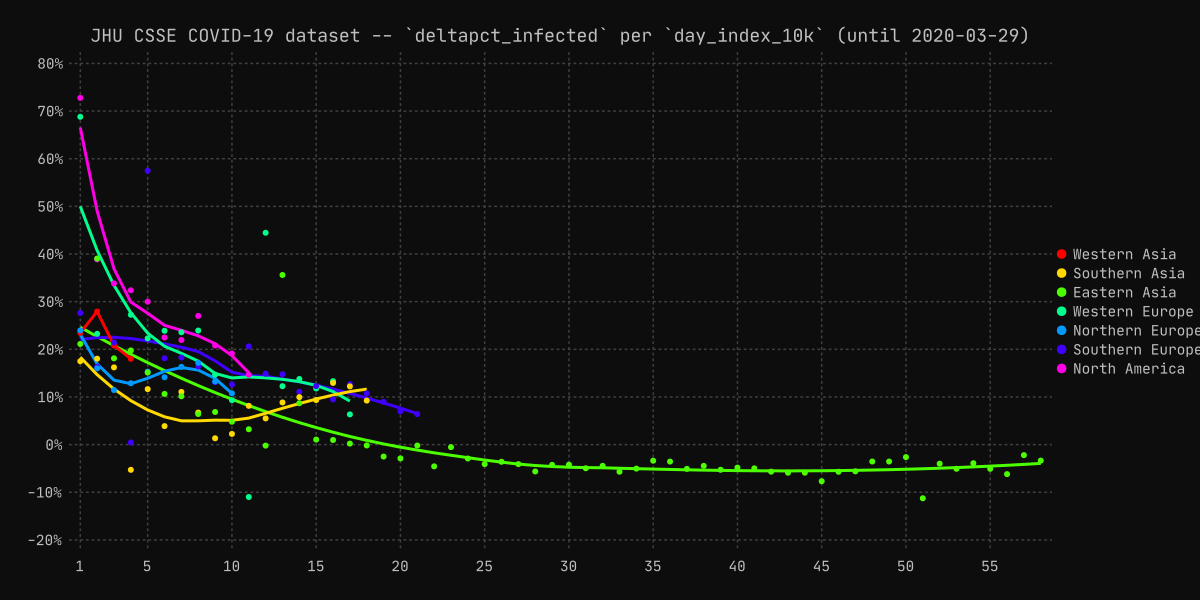 JHU CSSE COVID-19 dataset -- `deltapct_infected` per `day_index_10k` (until 2020-03-29)
80%
70%
60%
50%
40%
30%
20%
10%
0%
-10%
-20%
1 5 10 15 20 25 30 35 40 45 50 55
Western Asia
Southern Asia
Eastern Asia
Western Europe
Northern Europe
Southern Europe
North America